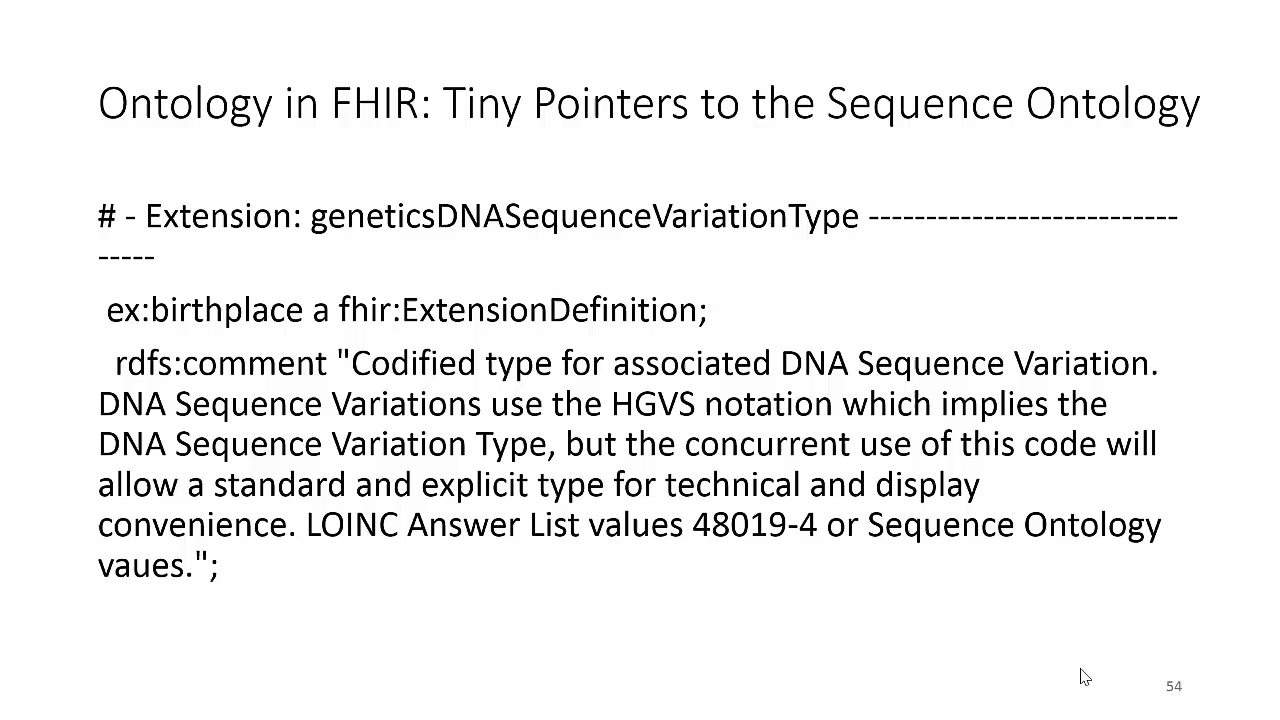 Ontology in FHIR: Tiny Pointers to the Sequence Ontology
# - Extension: geneticsDNASequenceVariationType ---------------------------
-----
ex:birthplace a fhir:ExtensionDefinition;
rdfs:comment "Codified type for associated DNA Sequence Variation.
DNA Sequence Variations use the HGVS notation which implies the
DNA Sequence Variation Type, but the concurrent use of this code will
allow a standard and explicit type for technical and display
convenience. LOINC Answer List values 48019-4 or Sequence Ontology
vaues.";
54